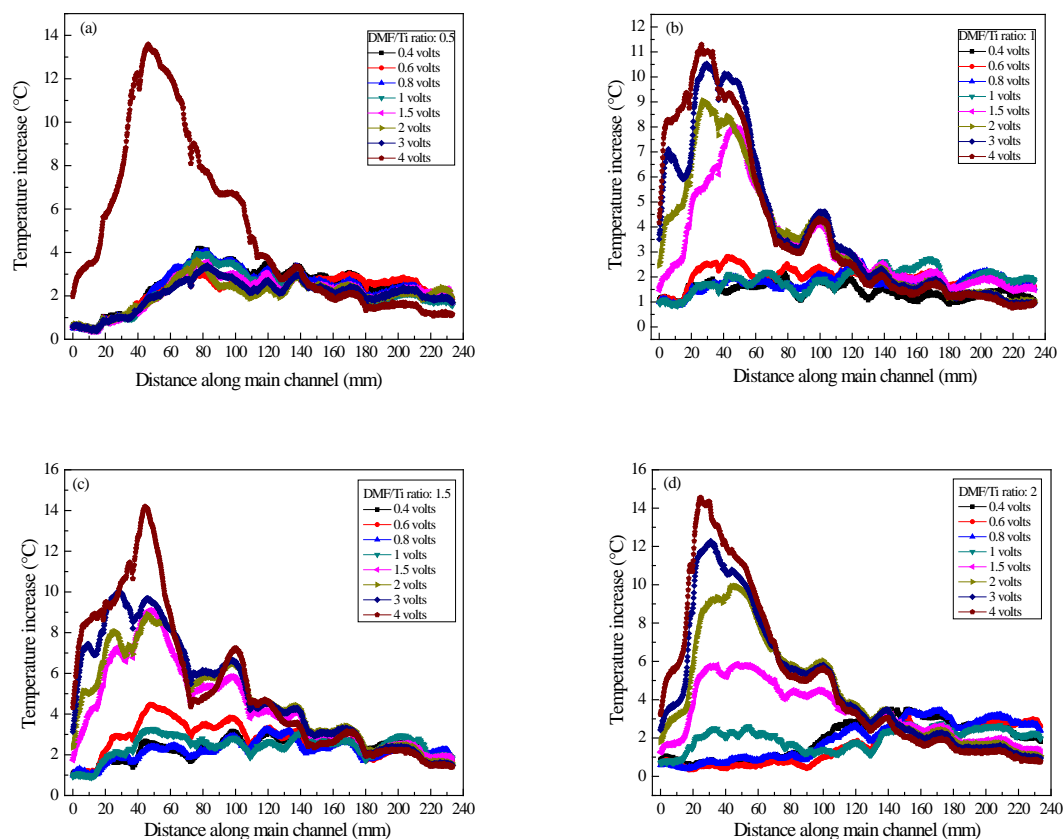 (a)
DMF/Ti ratio: 0.5
0.4 volts
0.6 volts
0.8 volts
1 volts
1.5 volts
2 volts
3 volts
4 volts
14
12
10
8
6
4
2
0
Temperature increase (°C)
0 20 40 60 80 100 120 140 160 180 200 220 240
Distance along main channel (mm)
(b)
DMF/Ti ratio: 1
0.4 volts
0.6 volts
0.8 volts
1 volts
1.5 volts
2 volts
3 volts
4 volts
12
11
10
9
8
7
6
5
4
3
2
1
0
Temperature increase (°C)
0 20 40 60 80 100 120 140 160 180 200 220 240
Distance along main channel (mm)
(c)
DMF/Ti ratio: 1.5
0.4 volts
0.6 volts
0.8 volts
1 volts
1.5 volts
2 volts
3 volts
4 volts
16
14
12
10
8
6
4
2
0
Temperature increase (°C)
0 20 40 60 80 100 120 140 160 180 200 220 240
Distance along main channel (mm)
(d)
DMF/Ti ratio: 2
0.4 volts
0.6 volts
0.8 volts
1 volts
1.5 volts
2 volts
3 volts
4 volts
16
14
12
10
8
6
4
2
0
Temperature increase (°C)
0 20 40 60 80 100 120 140 160 180 200 220 240
Distance along main channel (mm)